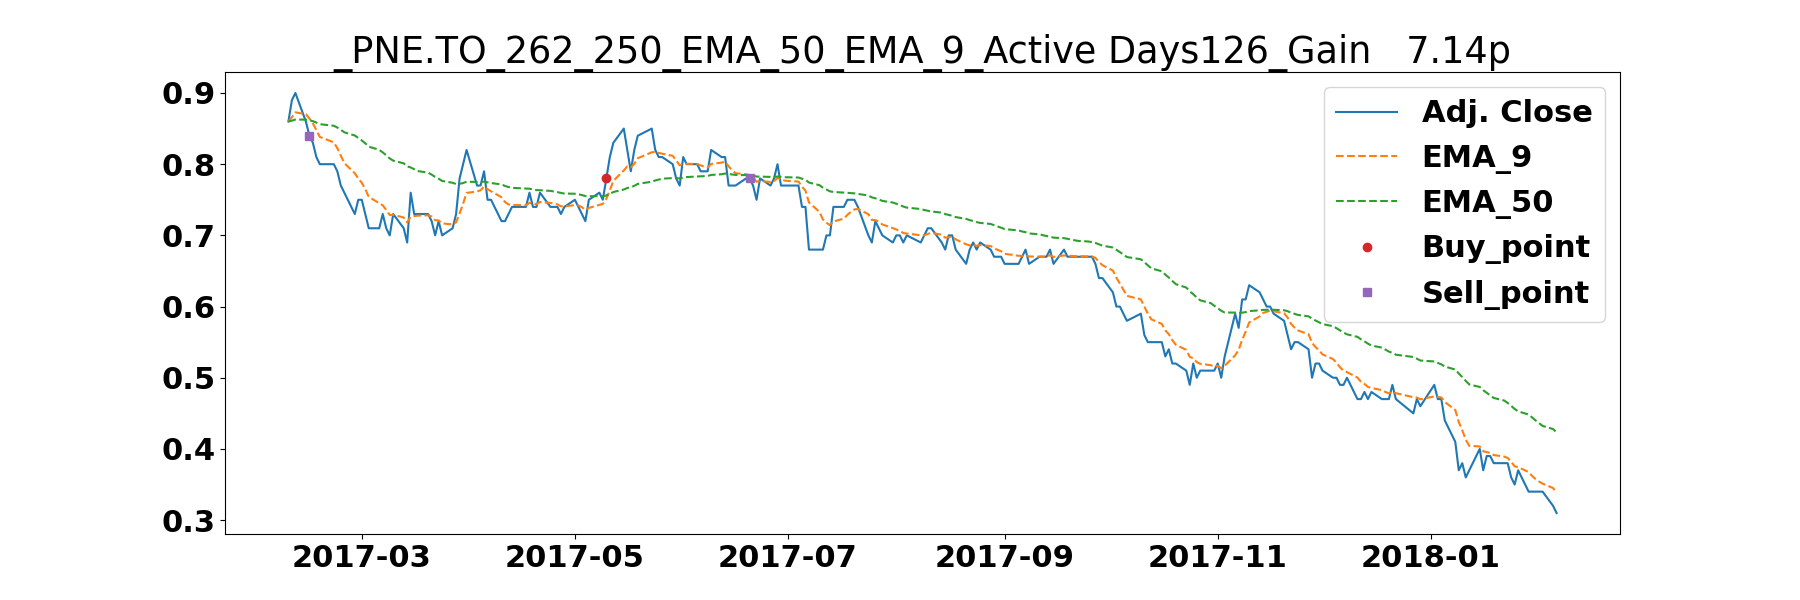 _PNE.TO_262_250_EMA_50_EMA_9_Active Days126_Gain   7.14p
0.9
0.8
0.7
0.6
0.5
0.4
0.3
Adj. Close
EMA_9
EMA_50
Buy_point
Sell_point
2017-03
2017-05
2017-07
2017-09
2017-11
2018-01